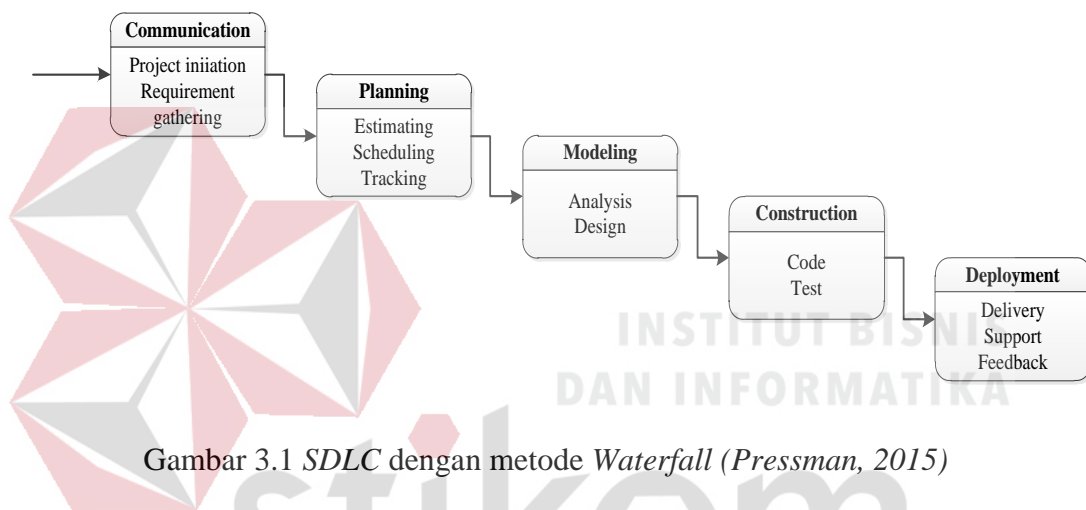 Communication
Project iniiation
Requirement
gathering
Planning
Estimating
Scheduling
Tracking
Modeling
Analysis
Design
Construction
Code
Test
Deployment
Delivery
Support
Feedback
INSTITUT BISNIS
DAN INFORMATIKA
Gambar 3.1 SDLC dengan metode Waterfall (Pressman, 2015)
stikom